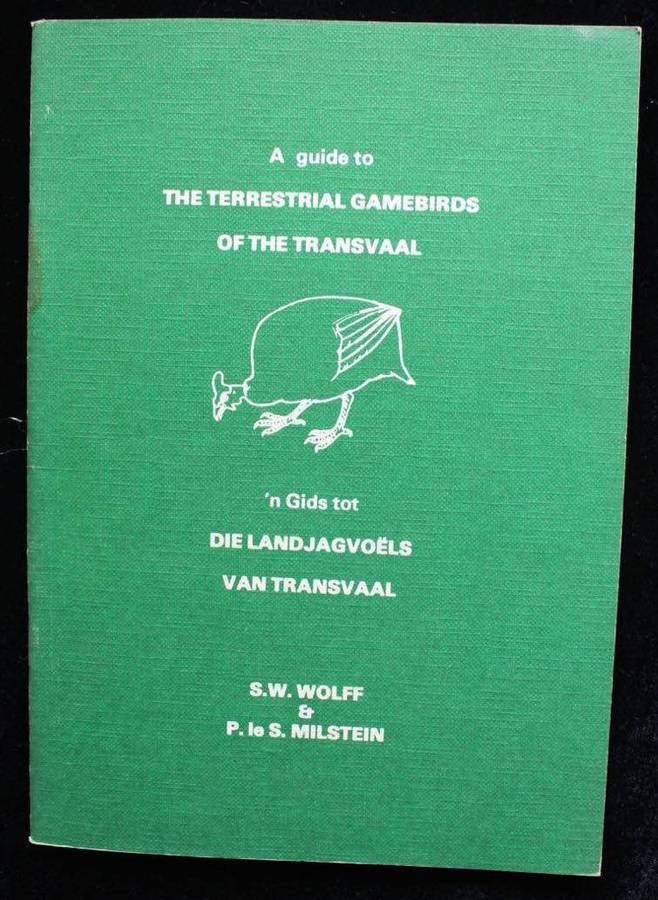 A guide to
THE TERRESTRIAL GAMEBIRDS
OF THE TRANSVAAL
'n Gids tot
DIE LANDJAGVOËLS
VAN TRANSVAAL
S.W. WOLFF
&
P. le S. MILSTEIN